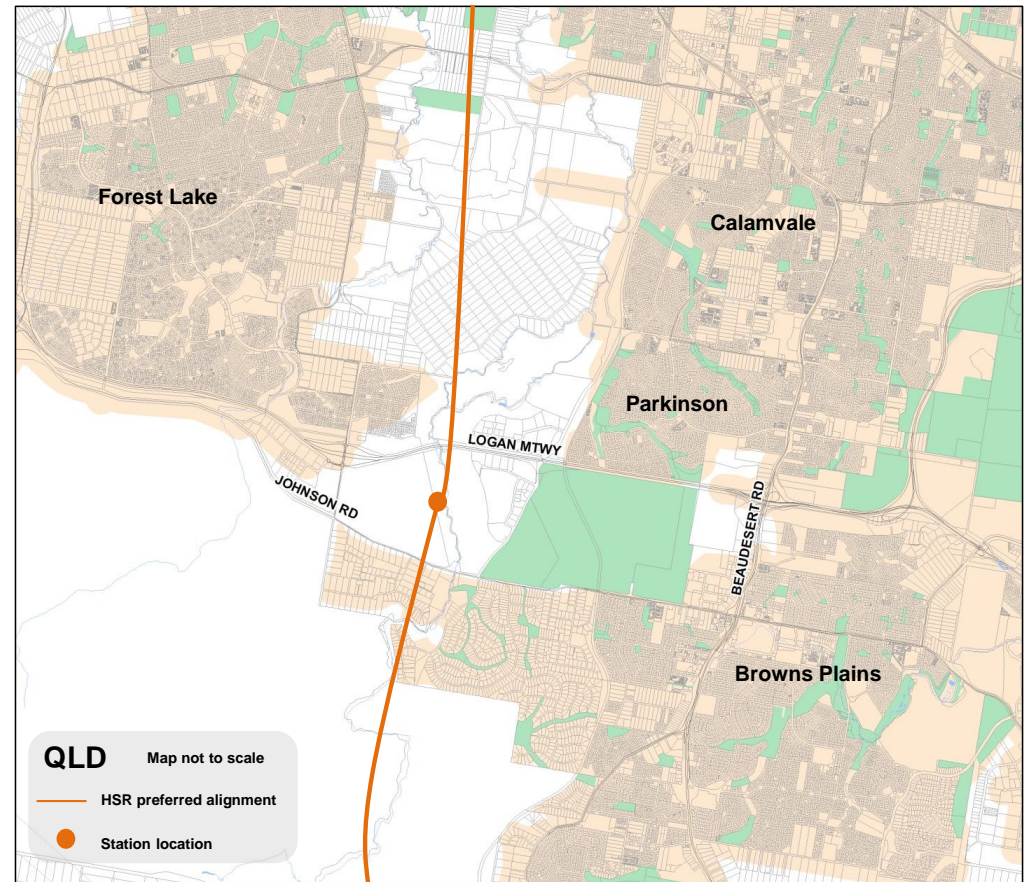 Forest Lake
Calamvale
Parkinson
LOGAN MTWY
JOHNSON RD
BEAUDESERT RD
Browns Plains
QLD Map not to scale
HSR preferred alignment
Station location